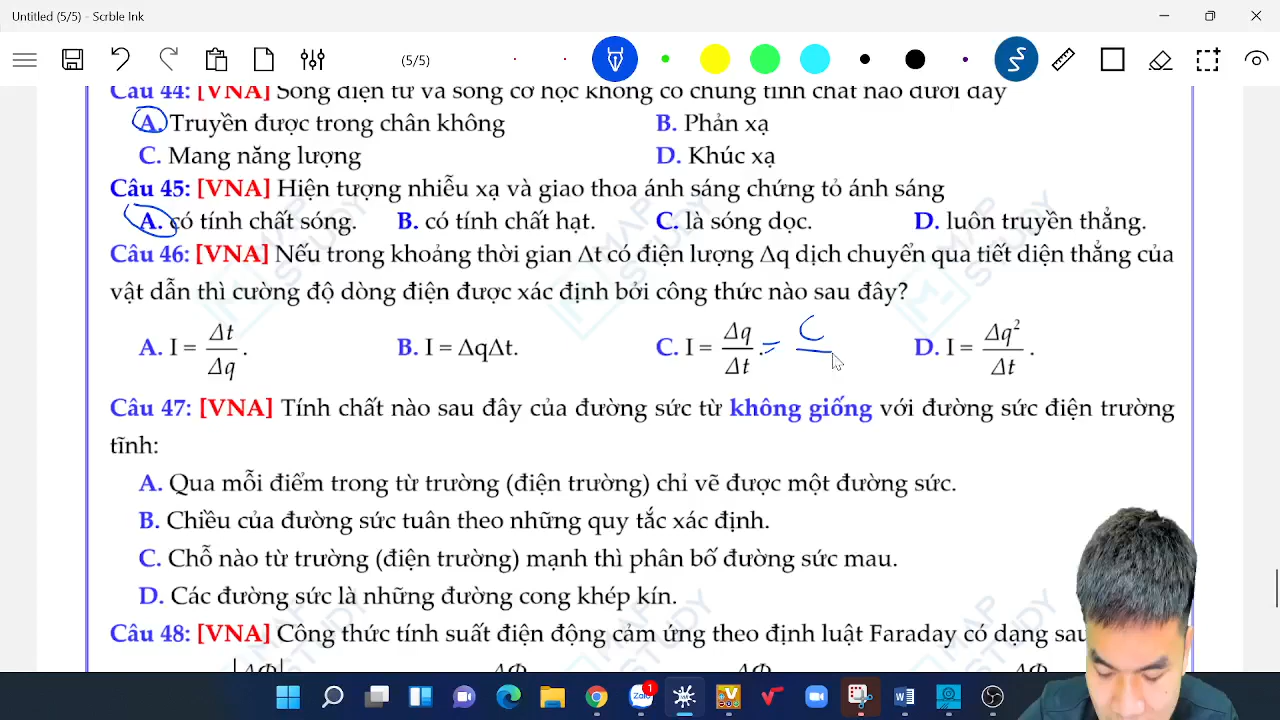 Untitled (5/5) - Scrble Ink
(5/5)
Câu 44: [VNA] Sóng điện từ và sóng cơ học không có chung tính chất nào dưới đây
A. Truyền được trong chân không B. Phản xạ
C. Mang năng lượng D. Khúc xạ
Câu 45: [VNA] Hiện tượng nhiễu xạ và giao thoa ánh sáng chứng tỏ ánh sáng
A. có tính chất sóng. B. có tính chất hạt. C. là sóng dọc. D. luôn truyền thẳng.
Câu 46: [VNA] Nếu trong khoảng thời gian Δt có điện lượng Δq dịch chuyển qua tiết diện thẳng của
vật dẫn thì cường độ dòng điện được xác định bởi công thức nào sau đây?
A. I = Δt/Δq. B. I = ΔqΔt. C. I = Δq/Δt. = C D. I = Δq²/Δt.
Câu 47: [VNA] Tính chất nào sau đây của đường sức từ không giống với đường sức điện trường
tĩnh:
A. Qua mỗi điểm trong từ trường (điện trường) chỉ vẽ được một đường sức.
B. Chiều của đường sức tuân theo những quy tắc xác định.
C. Chỗ nào từ trường (điện trường) mạnh thì phân bố đường sức mau.
D. Các đường sức là những đường cong khép kín.
Câu 48: [VNA] Công thức tính suất điện động cảm ứng theo định luật Faraday có dạng sau
MAP STUDY
Zalo 1